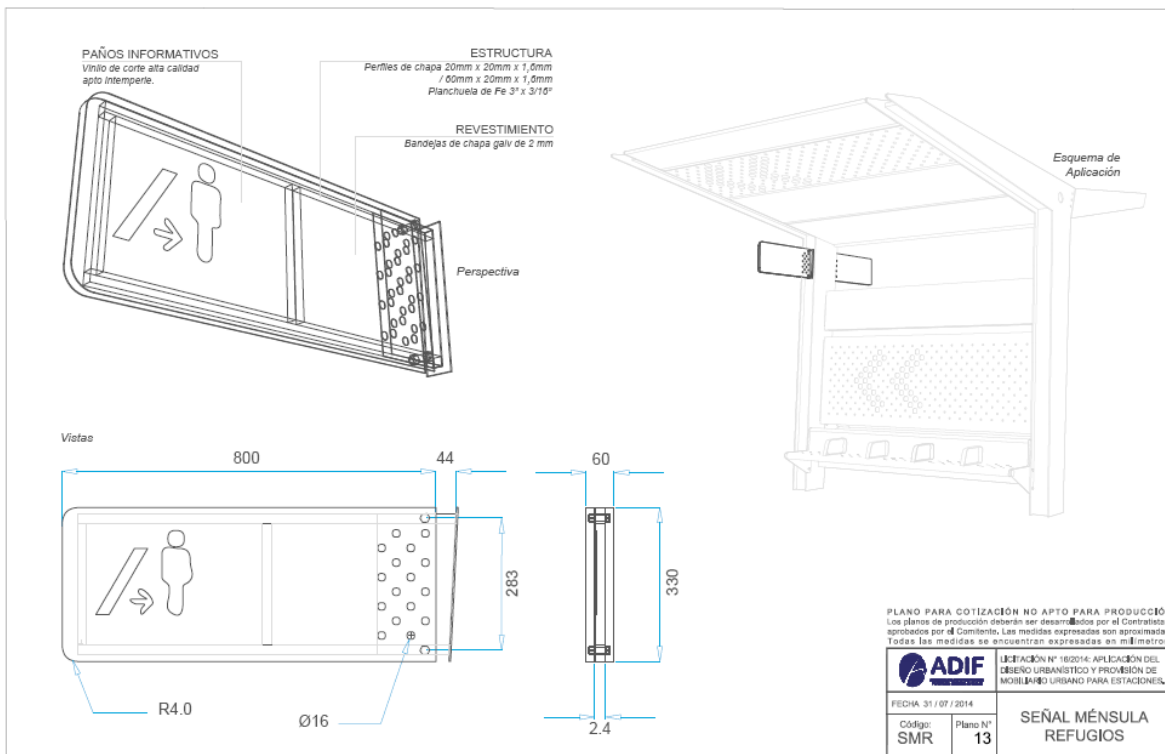 PAÑOS INFORMATIVOS
Vinilo de corte alta calidad
apto intemperie.
ESTRUCTURA
Perfiles de chapa 20mm x 20mm x 1,6mm
/ 60mm x 20mm x 1,6mm
Planchuela de Fe 3" x 3/16"
REVESTIMIENTO
Bandejas de chapa galv de 2 mm
Perspectiva
Esquema de
Aplicación
Vistas
800
44
60
283
330
R4.0
Ø16
2.4
PLANO PARA COTIZACIÓN NO APTO PARA PRODUCCIÓ
Los planos de producción deberán ser desarrollados por el Contratista
aprobados por el Comitente. Las medidas expresadas son aproximada
Todas las medidas se encuentran expresadas en milímetro
ADIF
LICITACIÓN N° 16/2014: APLICACIÓN DEL
DISEÑO URBANÍSTICO Y PROVISIÓN DE
MOBILIARIO URBANO PARA ESTACIONES.
FECHA 31 / 07 / 2014
Código:
SMR
Plano N°
13
SEÑAL MÉNSULA
REFUGIOS